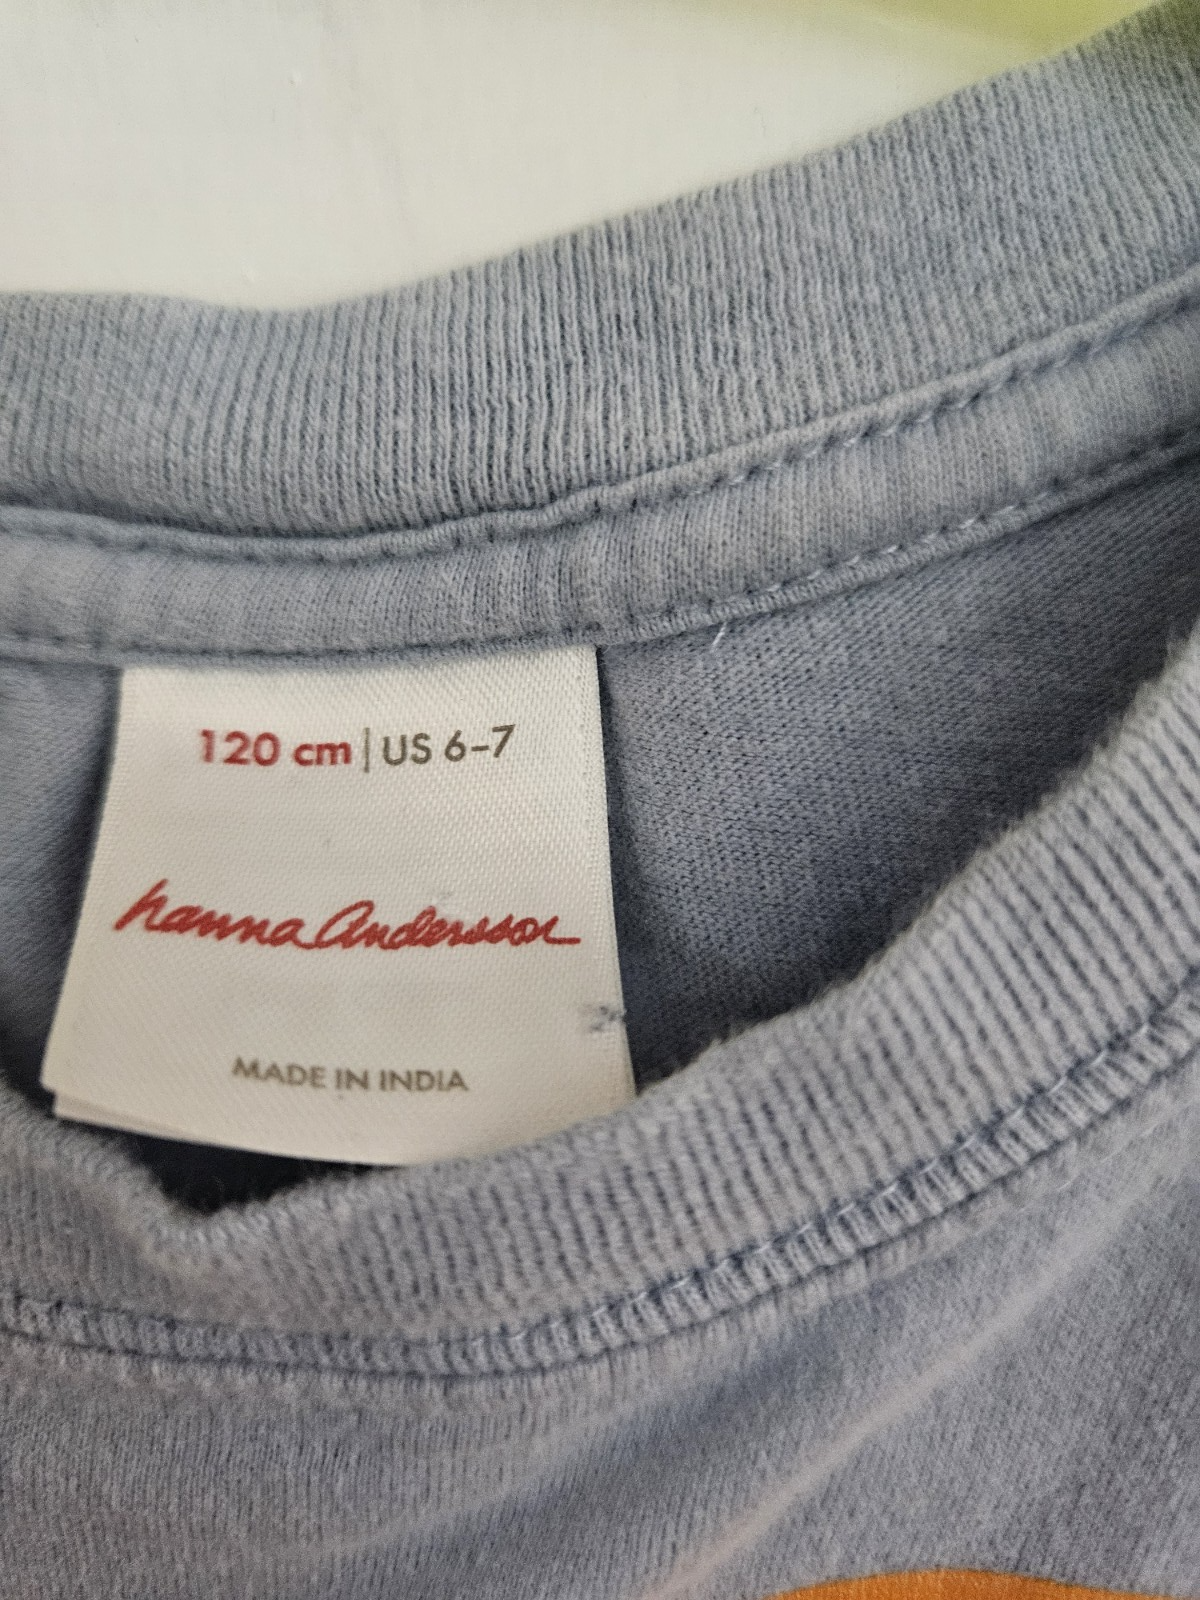 120 cm | US 6-7
hanna Andersson
MADE IN INDIA